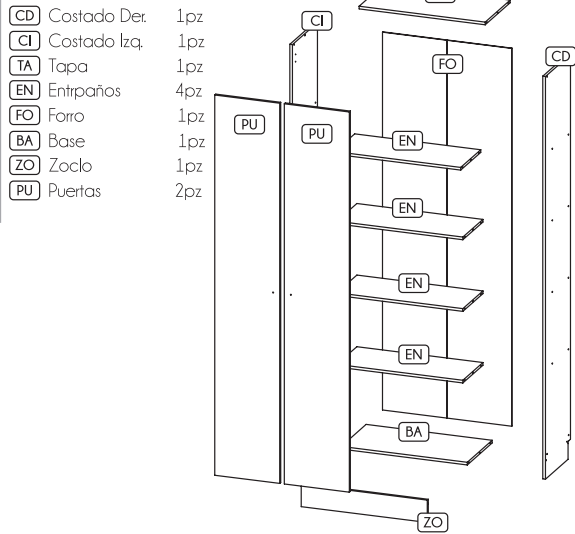 CD Costado Der. 1pz
CI Costado Izq. 1pz
TA Tapa 1pz
EN Entrpaños 4pz
FO Forro 1pz
BA Base 1pz
ZO Zoclo 1pz
PU Puertas 2pz
CI
FO
CD
PU
PU
EN
EN
EN
EN
BA
ZO